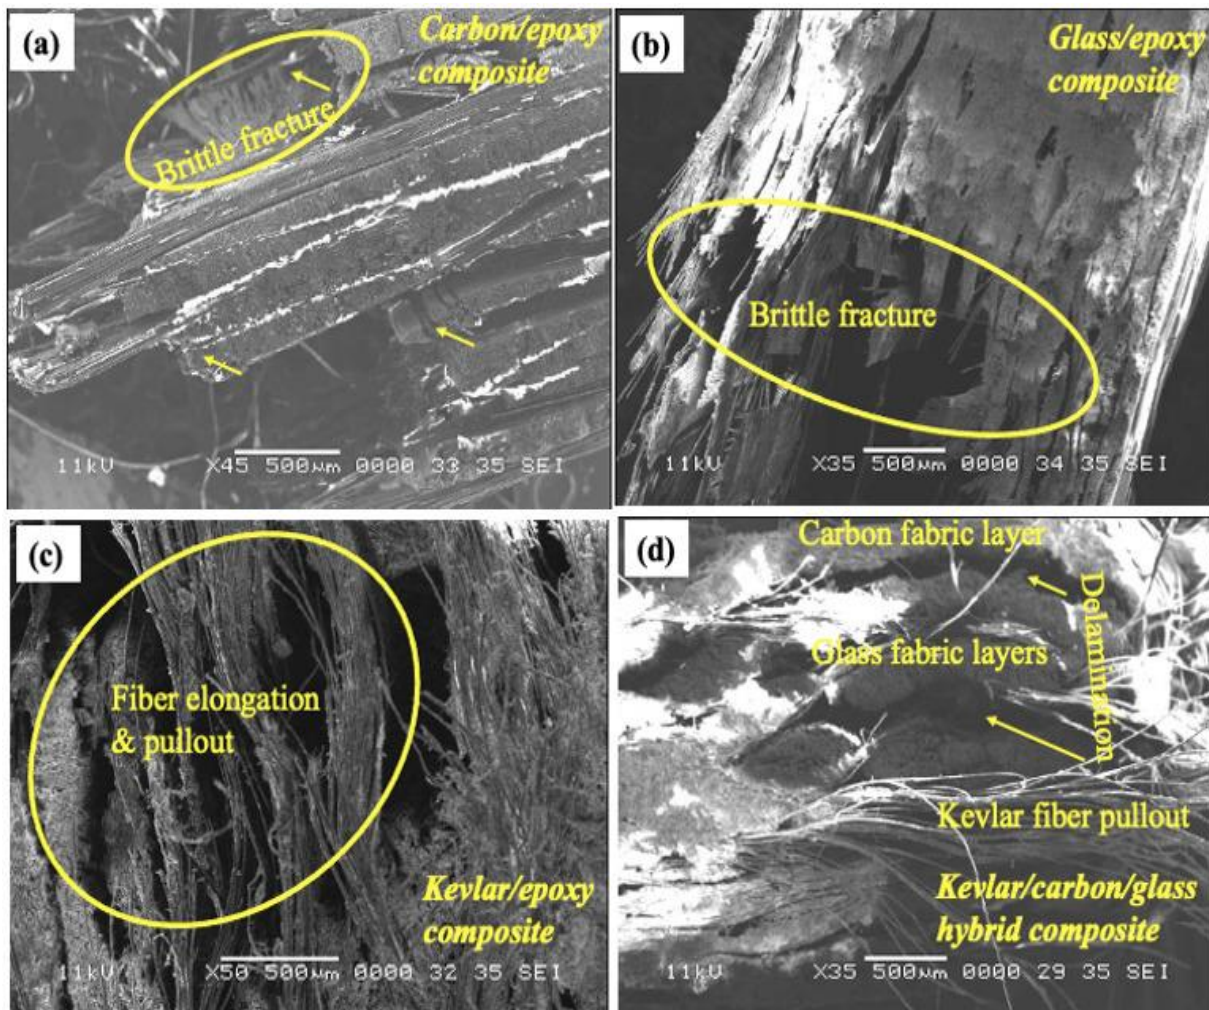 (a)
Carbon/epoxy
composite
Brittle fracture
11kV X45 500μm 0000 33 35 SEI
(b)
Glass/epoxy
composite
Brittle fracture
11kV X35 500μm 0000 34 35 SEI
(c)
Fiber elongation
& pullout
Kevlar/epoxy
composite
11kV X50 500μm 0000 32 35 SEI
(d)
Carbon fabric layer
Delamination
Glass fabric layers
Kevlar fiber pullout
Kevlar/carbon/glass
hybrid composite
11kV X35 500μm 0000 29 35 SEI